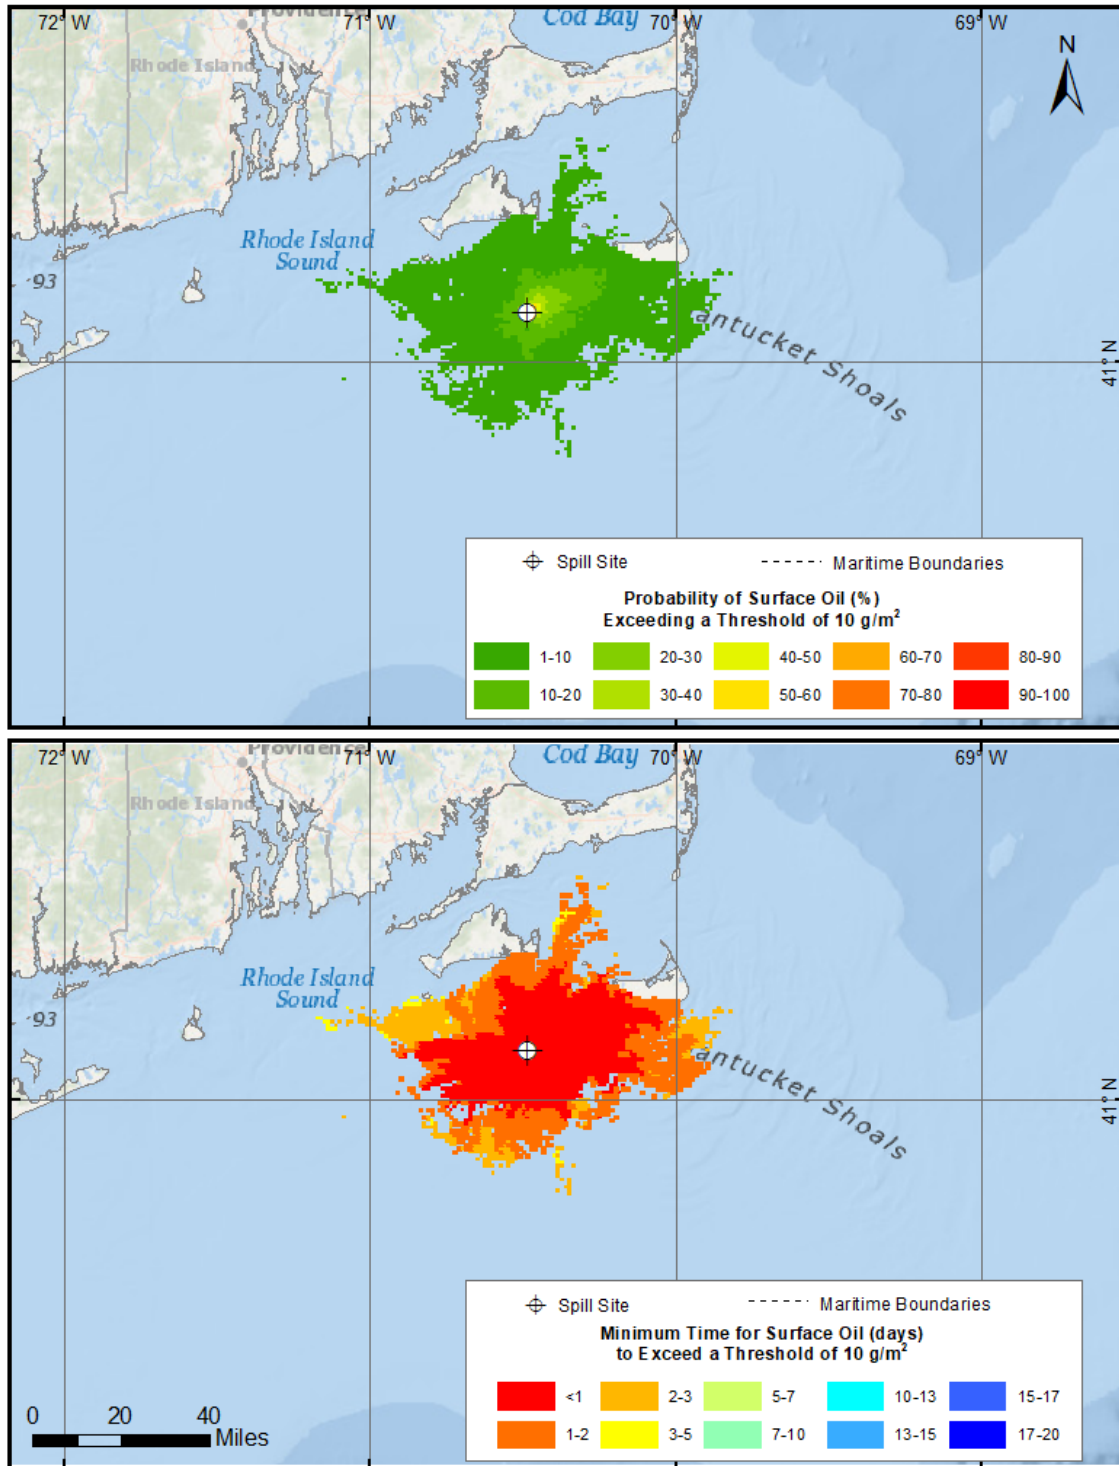 72° W
71° W
Cod Bay
70° W
69° W
Providence
Rhode Island
N
Rhode Island
Sound
-93
antucket Shoals
41° N
Spill Site
Maritime Boundaries
Probability of Surface Oil (%)
Exceeding a Threshold of 10 g/m²
1-10
20-30
40-50
60-70
80-90
10-20
30-40
50-60
70-80
90-100
72° W
71° W
Cod Bay
70° W
69° W
Providence
Rhode Island
Rhode Island
Sound
-93
antucket Shoals
41° N
Spill Site
Maritime Boundaries
Minimum Time for Surface Oil (days)
to Exceed a Threshold of 10 g/m²
<1
2-3
5-7
10-13
15-17
1-2
3-5
7-10
13-15
17-20
0 20 40
Miles